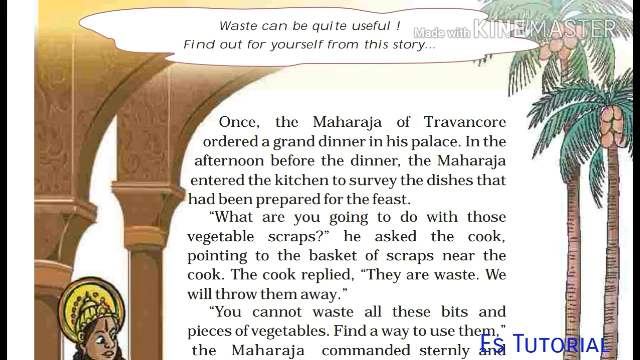 Waste can be quite useful !
Made with KINEMASTER
Find out for yourself from this story...
Once, the Maharaja of Travancore
ordered a grand dinner in his palace. In the
afternoon before the dinner, the Maharaja
entered the kitchen to survey the dishes that
had been prepared for the feast.
“What are you going to do with those
vegetable scraps?” he asked the cook,
pointing to the basket of scraps near the
cook. The cook replied, “They are waste. We
will throw them away.”
“You cannot waste all these bits and
pieces of vegetables. Find a way to use them,”
the Maharaja commanded sternly and
Es Tutorial